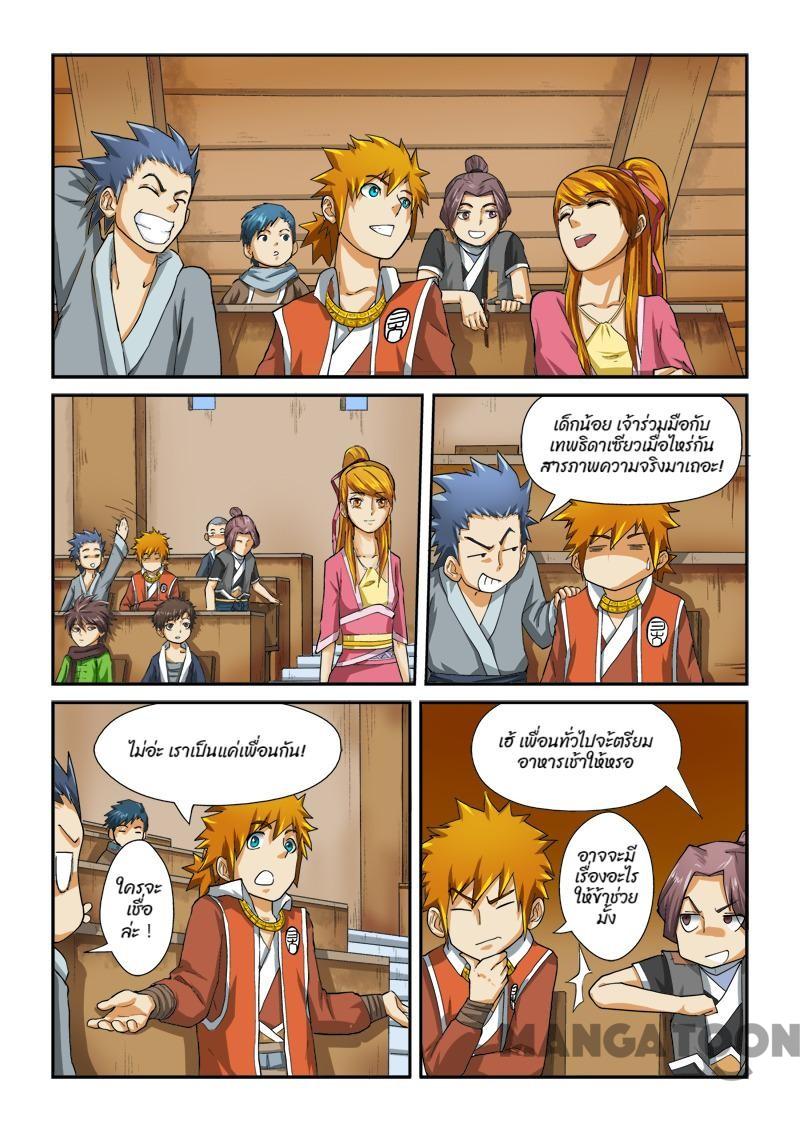 เด็กน้อย เจ้าร่วมมือกับ
เทพธิดาเซียวเมื่อไหร่กัน
สารภาพความจริงมาเถอะ!
ไม่อ่ะ เราเป็นแค่เพื่อนกัน!
ใครจะ
เชื่อ
ล่ะ !
เฮ้ เพื่อนทั่วไปจะตรียม
อาหารเช้าให้หรอ
อาจจะมี
เรื่องอะไร
ให้ข้าช่วย
มั้ง
MANGATOON